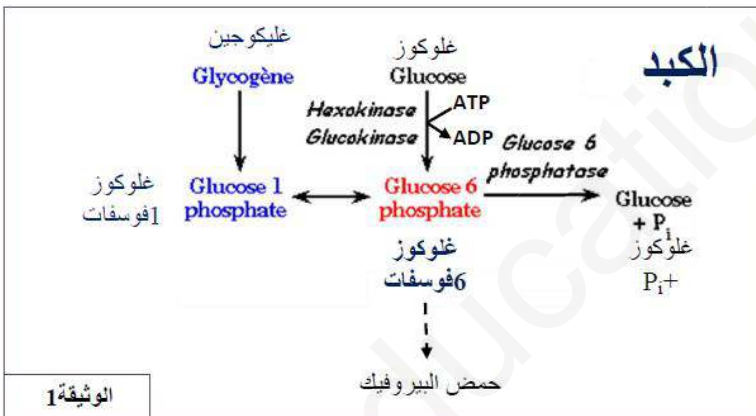 الكبد
غليكوجين
Glycogène
غلوكوز
Glucose
Hexokinase
Glucokinase
ATP
ADP
Glucose 6
phosphatase
غلوكوز
1فوسفات
Glucose 1
phosphate
Glucose 6
phosphate
Glucose
+ Pi
غلوكوز
Pi+
غلوكوز
6فوسفات
حمض البيروفيك
الوثيقة1
ducation